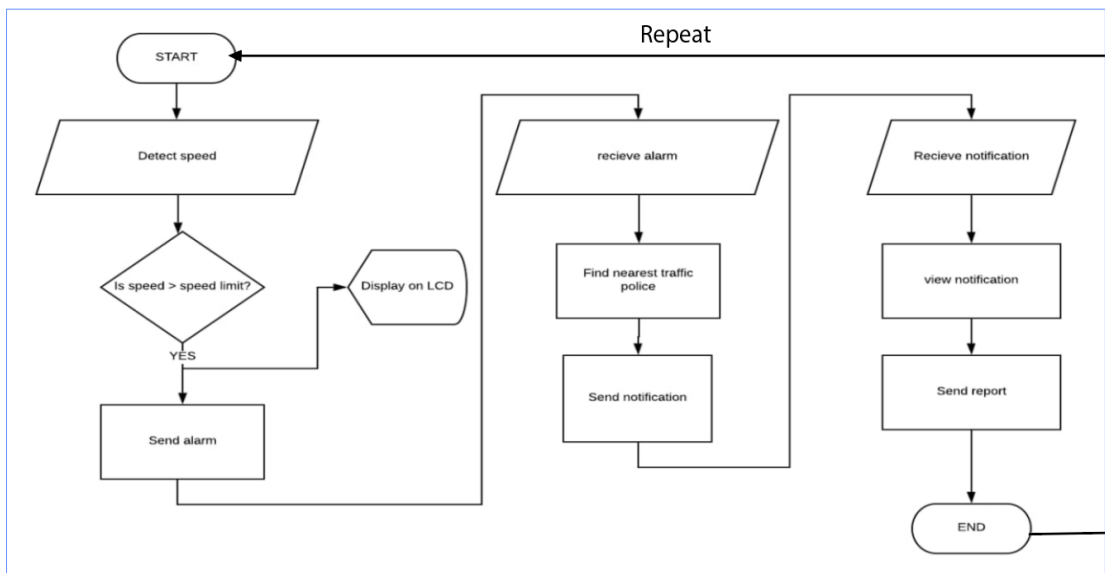 Repeat
START
Detect speed
Is speed > speed limit?
YES
Display on LCD
Send alarm
recieve alarm
Find nearest traffic
police
Send notification
Recieve notification
view notification
Send report
END